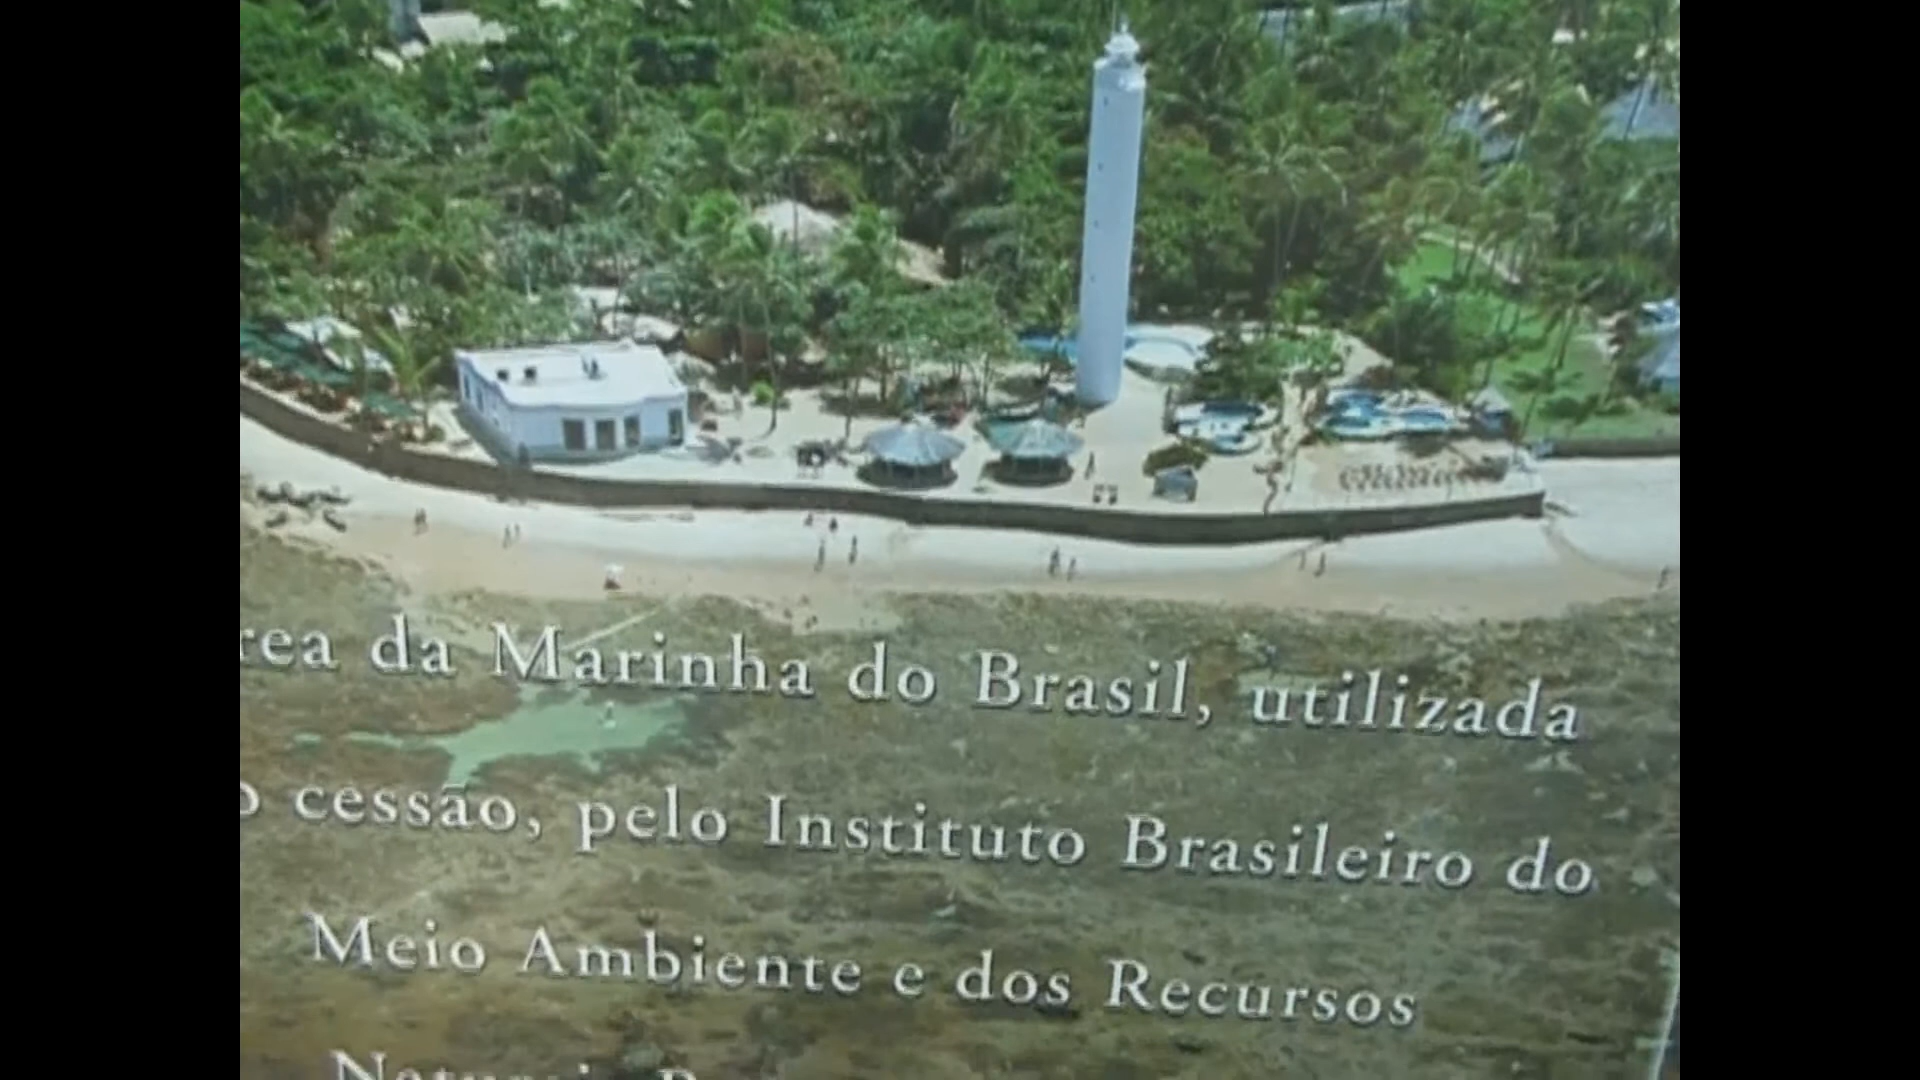 rea da Marinha do Brasil, utilizada
o cessão, pelo Instituto Brasileiro do
Meio Ambiente e dos Recursos